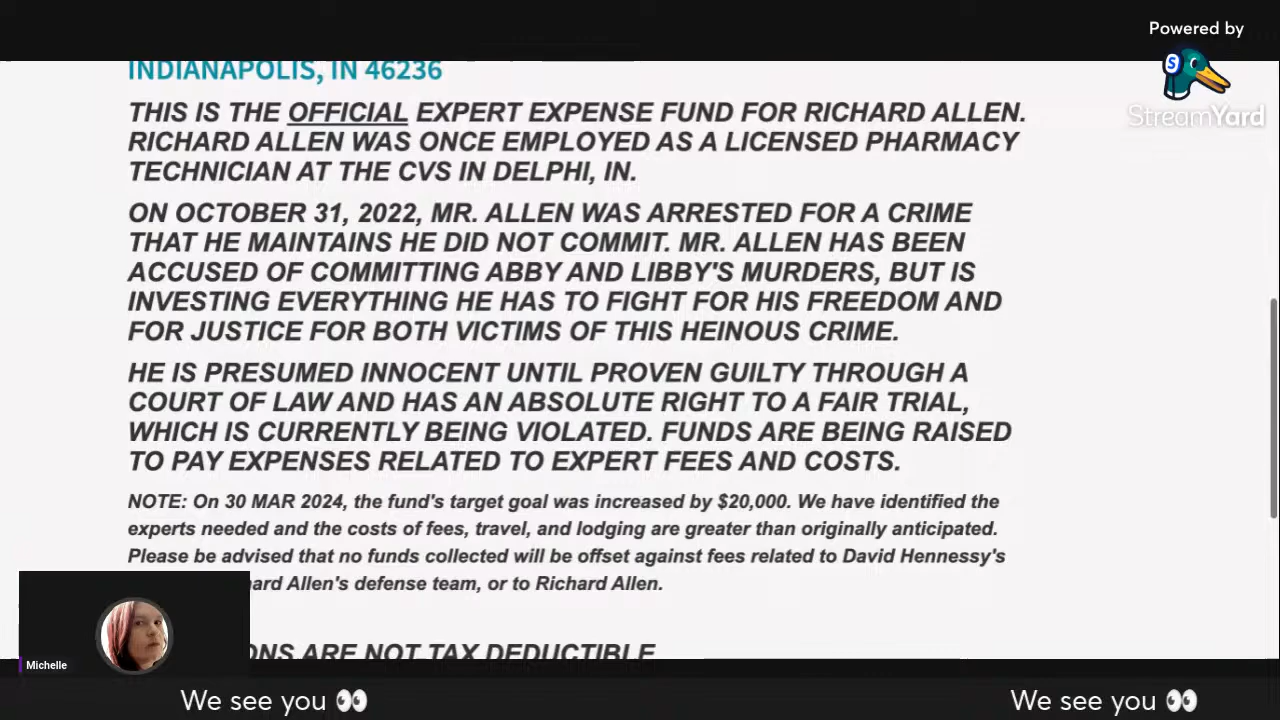 Powered by
StreamYard
INDIANAPOLIS, IN 46236
THIS IS THE OFFICIAL EXPERT EXPENSE FUND FOR RICHARD ALLEN.
RICHARD ALLEN WAS ONCE EMPLOYED AS A LICENSED PHARMACY
TECHNICIAN AT THE CVS IN DELPHI, IN.
ON OCTOBER 31, 2022, MR. ALLEN WAS ARRESTED FOR A CRIME
THAT HE MAINTAINS HE DID NOT COMMIT. MR. ALLEN HAS BEEN
ACCUSED OF COMMITTING ABBY AND LIBBY'S MURDERS, BUT IS
INVESTING EVERYTHING HE HAS TO FIGHT FOR HIS FREEDOM AND
FOR JUSTICE FOR BOTH VICTIMS OF THIS HEINOUS CRIME.
HE IS PRESUMED INNOCENT UNTIL PROVEN GUILTY THROUGH A
COURT OF LAW AND HAS AN ABSOLUTE RIGHT TO A FAIR TRIAL,
WHICH IS CURRENTLY BEING VIOLATED. FUNDS ARE BEING RAISED
TO PAY EXPENSES RELATED TO EXPERT FEES AND COSTS.
NOTE: On 30 MAR 2024, the fund's target goal was increased by $20,000. We have identified the
experts needed and the costs of fees, travel, and lodging are greater than originally anticipated.
Please be advised that no funds collected will be offset against fees related to David Hennessy's
ard Allen's defense team, or to Richard Allen.
ONS ARE NOT TAX DEDUCTIBLE
Michelle
We see you 👀
We see you 👀